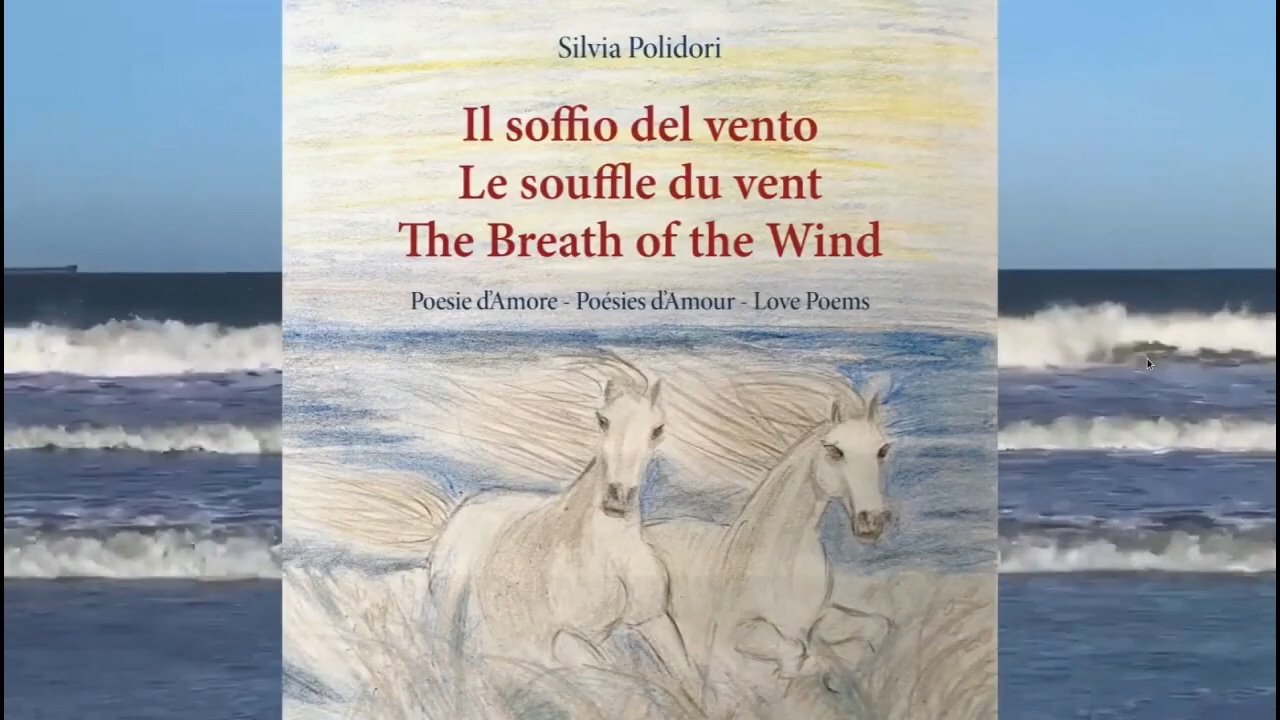 Silvia Polidori
Il soffio del vento
Le souffle du vent
The Breath of the Wind
Poesie d'Amore - Poésies d'Amour - Love Poems